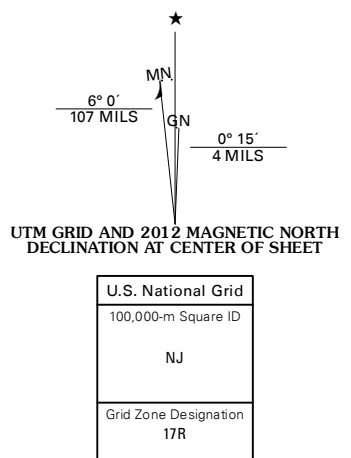 ★
M.N.
6° 0´
107 MILS
GN
0° 15´
4 MILS
UTM GRID AND 2012 MAGNETIC NORTH
DECLINATION AT CENTER OF SHEET
U.S. National Grid
100,000-m Square ID
NJ
Grid Zone Designation
17R